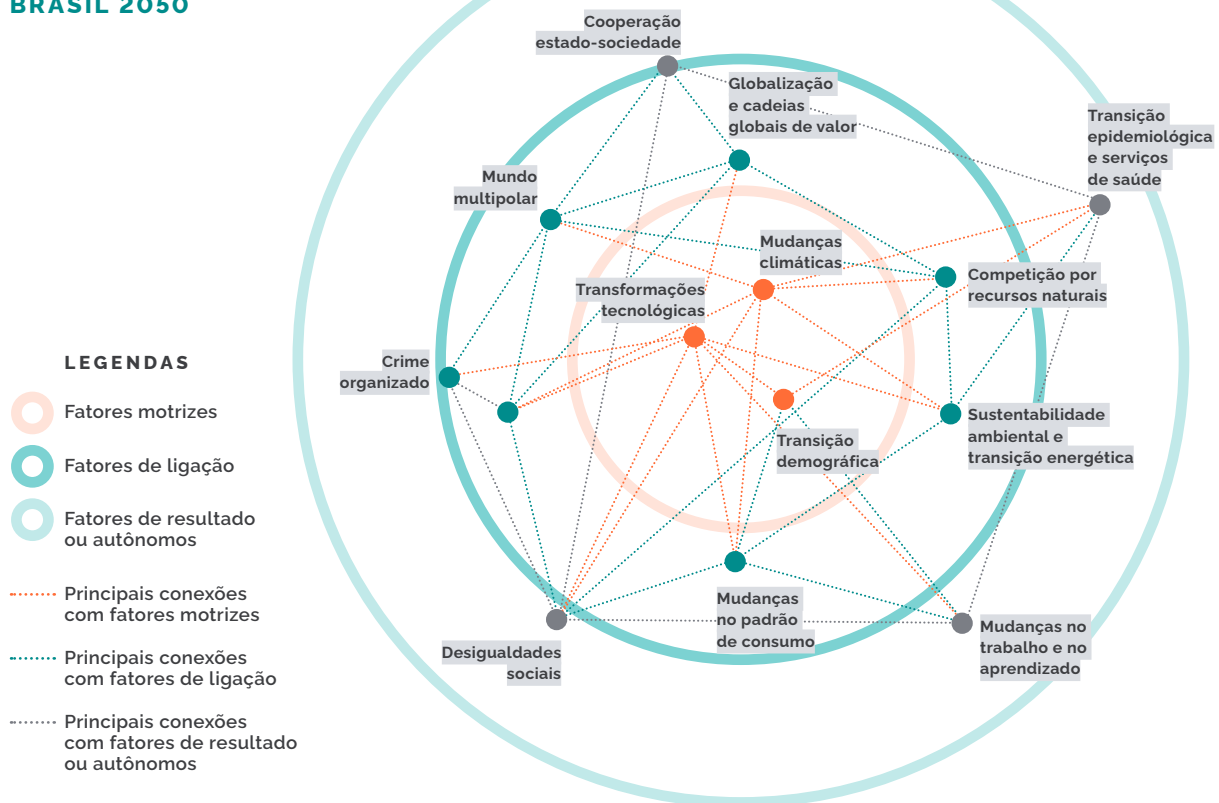 BRASIL 2050
Cooperação
estado-sociedade
Globalização
e cadeias
globais de valor
Transição
epidemiológica
e serviços
de saúde
Mundo
multipolar
Mudanças
climáticas
Competição por
recursos naturais
Transformações
tecnológicas
Crime
organizado
Transição
demográfica
Sustentabilidade
ambiental e
transição energética
Mudanças
no padrão
de consumo
Desigualdades
sociais
Mudanças no
trabalho e no
aprendizado
LEGENDAS
Fatores motrizes
Fatores de ligação
Fatores de resultado
ou autônomos
Principais conexões
com fatores motrizes
Principais conexões
com fatores de ligação
Principais conexões
com fatores de resultado
ou autônomos